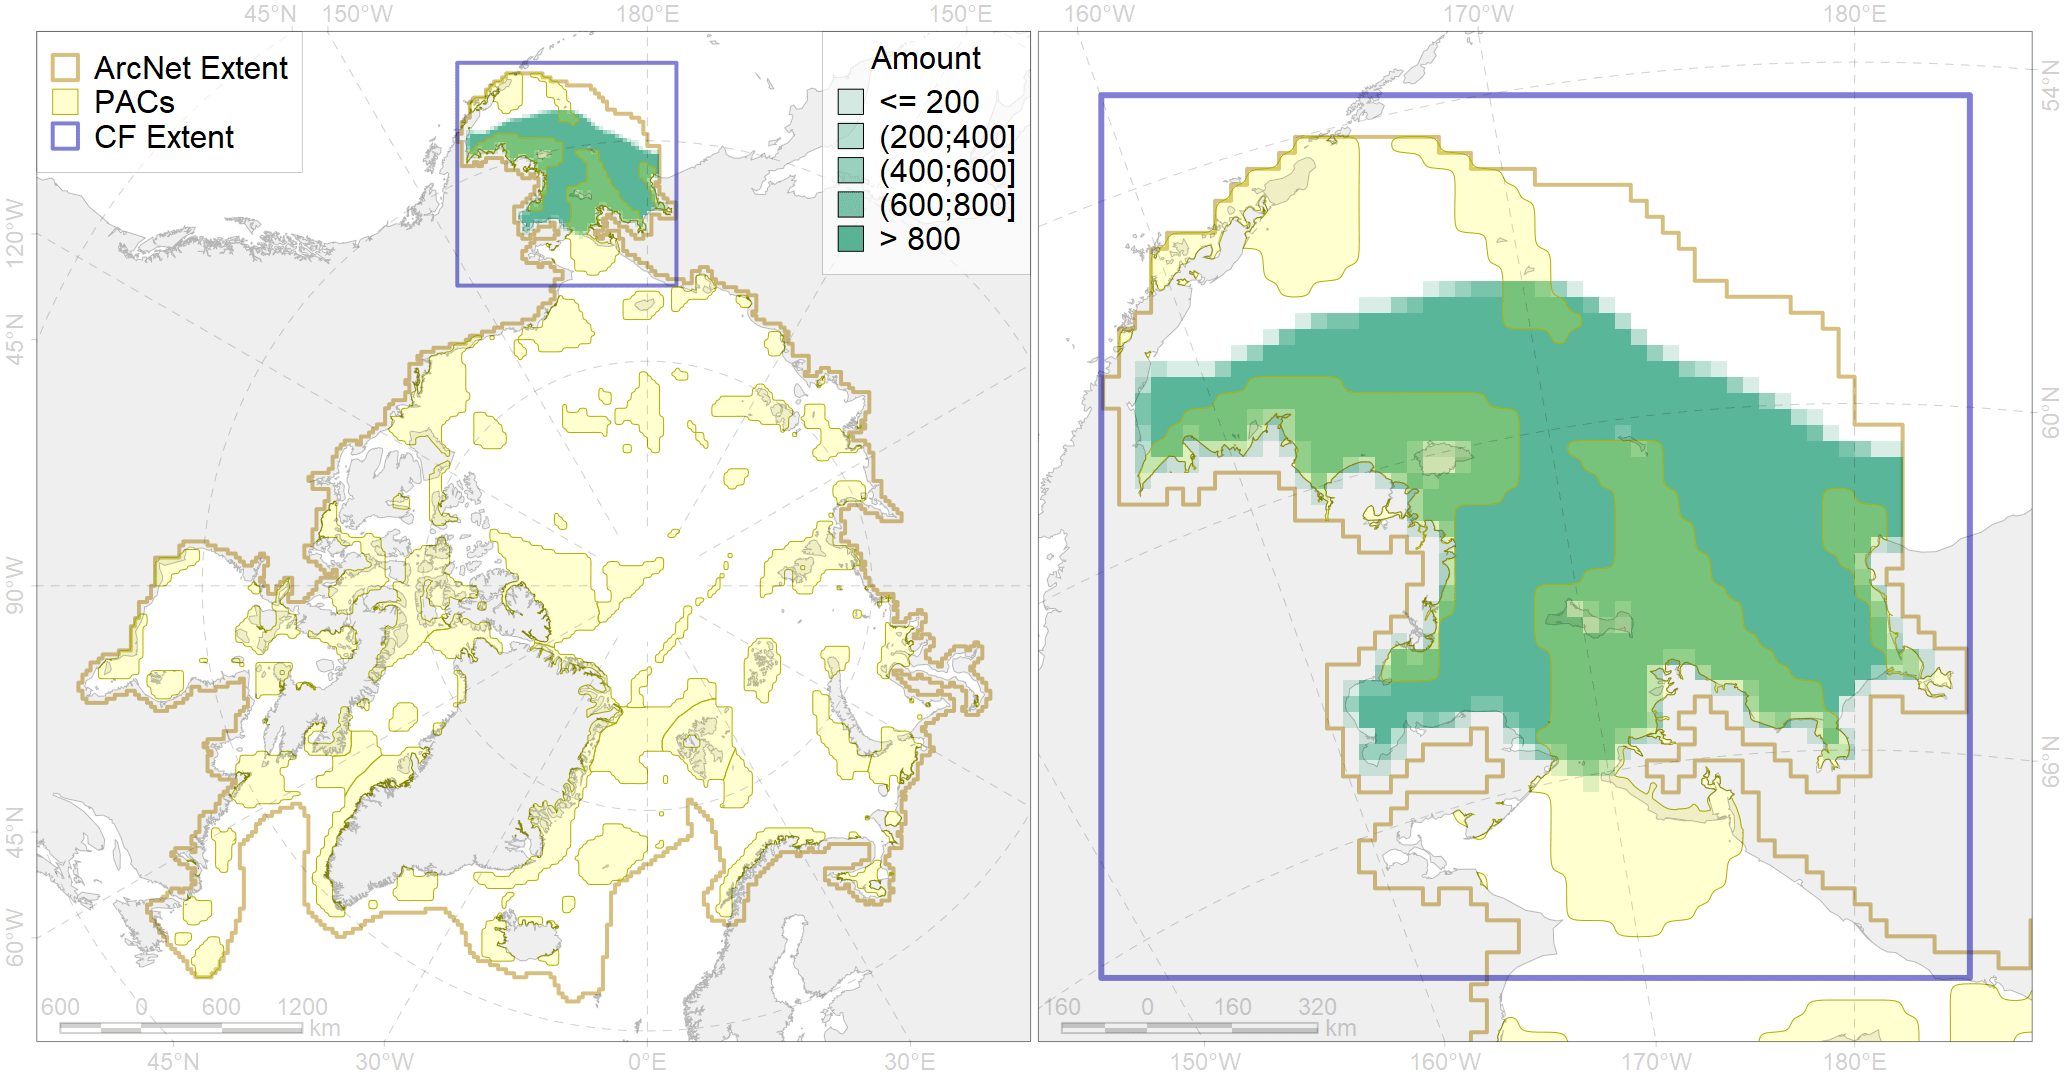 45°N 150°W 180°E 150°E 160°W 170°W 180°E
ArcNet Extent
PACs
CF Extent
Amount
<= 200
(200;400]
(400;600]
(600;800]
> 800
120°W
45°N
90°W
45°N
60°W
54°N
60°N
66°N
600 0 600 1200
km
160 0 160 320
km
45°N 30°W 0°E 30°E 150°W 160°W 170°W 180°E